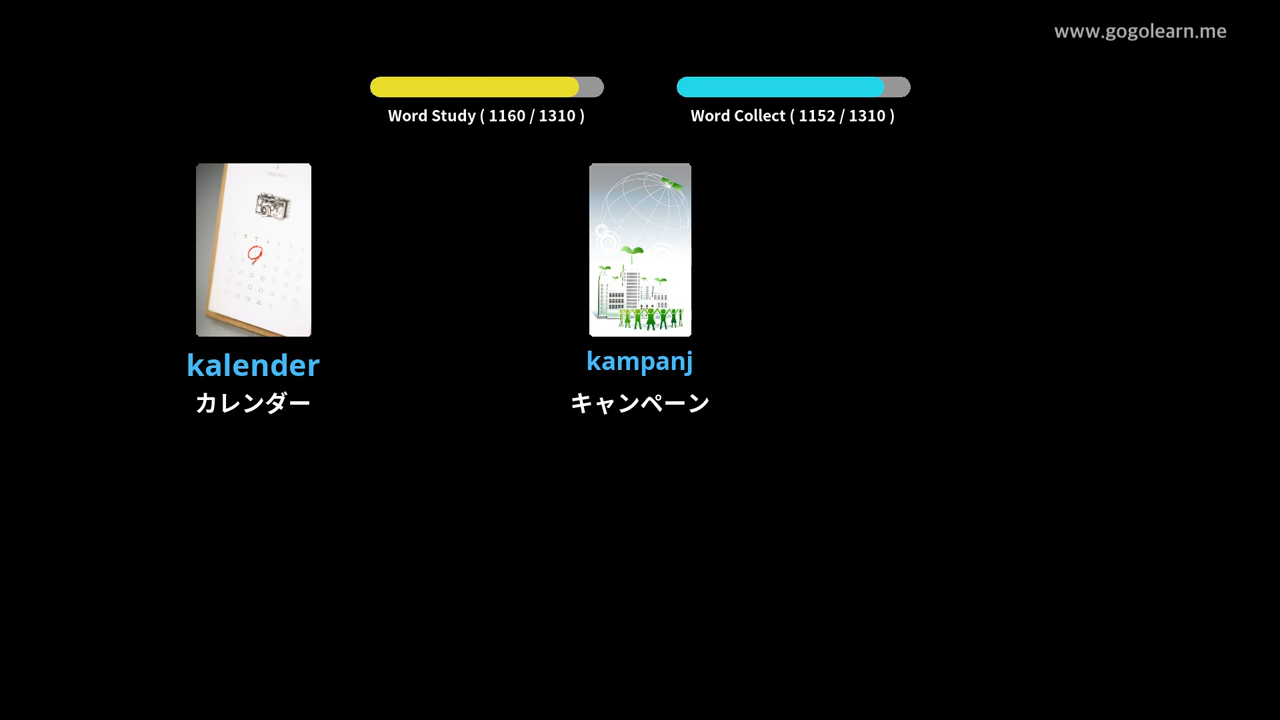 www.gogolearn.me
Word Study ( 1160 / 1310 )
Word Collect ( 1152 / 1310 )
kalender
カレンダー
kampanj
キャンペーン